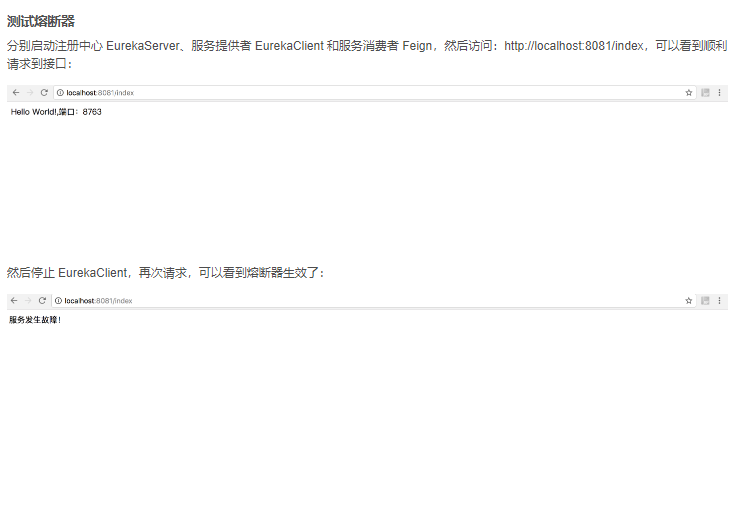 测试熔断器
分别启动注册中心 EurekaServer、服务提供者 EurekaClient 和服务消费者 Feign，然后访问：http://localhost:8081/index，可以看到顺利
请求到接口：
localhost:8081/index
Hello World!,端口：8763
然后停止 EurekaClient，再次请求，可以看到熔断器生效了：
localhost:8081/index
服务发生故障！